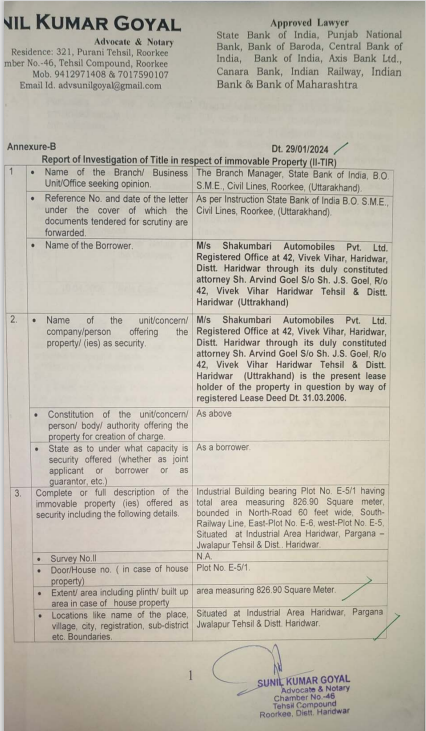 NIL KUMAR GOYAL
Advocate & Notary
Residence: 321, Purani Tehsil, Roorkee
mber No.-46, Tehsil Compound, Roorkee
Mob. 9412971408 & 7017590107
Email Id. advsunilgoyal@gmail.com
Approved Lawyer
State Bank of India, Punjab National
Bank, Bank of Baroda, Central Bank of
India, Bank of India, Axis Bank Ltd.,
Canara Bank, Indian Railway, Indian
Bank & Bank of Maharashtra
Annexure-B
Dt. 29/01/2024
Report of Investigation of Title in respect of immovable Property (II-TIR)
1
• Name of the Branch/ Business
Unit/Office seeking opinion.
The Branch Manager, State Bank of India, B.O.
S.M.E., Civil Lines, Roorkee, (Uttarakhand).
• Reference No. and date of the letter
under the cover of which the
documents tendered for scrutiny are
forwarded.
As per Instruction State Bank of India B.O. S.M.E.,
Civil Lines, Roorkee, (Uttarakhand).
• Name of the Borrower.
M/s Shakumbari Automobiles Pvt. Ltd.
Registered Office at 42, Vivek Vihar, Haridwar,
Distt. Haridwar through its duly constituted
attorney Sh. Arvind Goel S/o Sh. J.S. Goel, R/o
42, Vivek Vihar Haridwar Tehsil & Distt.
Haridwar (Uttrakhand)
2.
• Name of the unit/concern/
company/person offering the
property/ (ies) as security.
M/s Shakumbari Automobiles Pvt. Ltd.
Registered Office at 42, Vivek Vihar, Haridwar,
Distt. Haridwar through its duly constituted
attorney Sh. Arvind Goel S/o Sh. J.S. Goel, R/o
42, Vivek Vihar Haridwar Tehsil & Distt.
Haridwar (Uttrakhand) is the present lease
holder of the property in question by way of
registered Lease Deed Dt. 31.03.2006.
• Constitution of the unit/concern/
person/ body/ authority offering the
property for creation of charge.
As above
• State as to under what capacity is
security offered (whether as joint
applicant or borrower or as
guarantor, etc.)
As a borrower.
3.
Complete or full description of the
immovable property (ies) offered as
security including the following details.
Industrial Building bearing Plot No. E-5/1 having
total area measuring 826.90 Square meter,
bounded in North-Road 60 feet wide, South-
Railway Line, East-Plot No. E-6, west-Plot No. E-5,
Situated at Industrial Area Haridwar, Pargana –
Jwalapur Tehsil & Dist. Haridwar.
• Survey No.II
N.A.
• Door/House no. ( in case of house
property)
Plot No. E-5/1.
• Extent/ area including plinth/ built up
area in case of house property
area measuring 826.90 Square Meter.
• Locations like name of the place,
village, city, registration, sub-district
etc. Boundaries.
Situated at Industrial Area Haridwar, Pargana
Jwalapur Tehsil & Distt. Haridwar.
1
SUNIL KUMAR GOYAL
Advocate & Notary
Chamber No.-46
Tehsil Compound
Roorkee, Distt. Haridwar